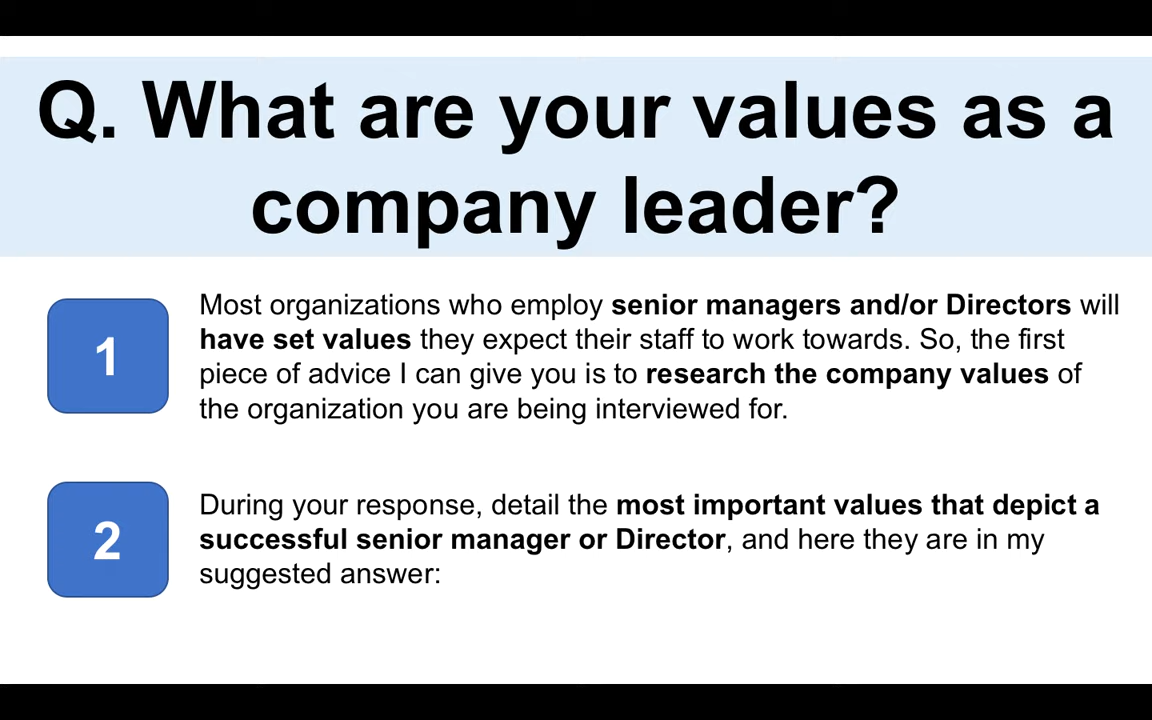 Q. What are your values as a
company leader?
1
Most organizations who employ senior managers and/or Directors will
have set values they expect their staff to work towards. So, the first
piece of advice I can give you is to research the company values of
the organization you are being interviewed for.
2
During your response, detail the most important values that depict a
successful senior manager or Director, and here they are in my
suggested answer: